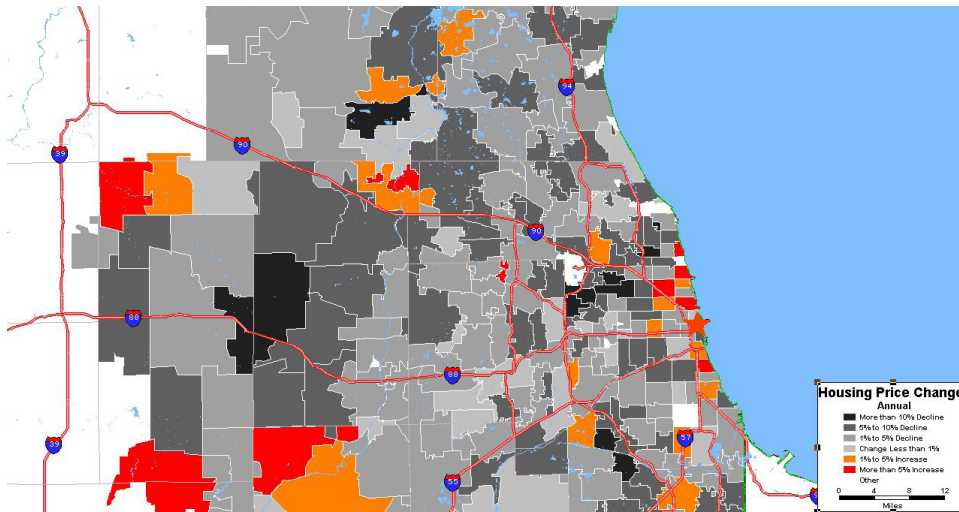 94
90
39
90
88
88
39
57
55
Housing Price Change
Annual
More than 10% Decline
5% to 10% Decline
1% to 5% Decline
Change Less than 1%
1% to 5% Increase
More than 5% Increase
Other
0 4 8 12
Miles